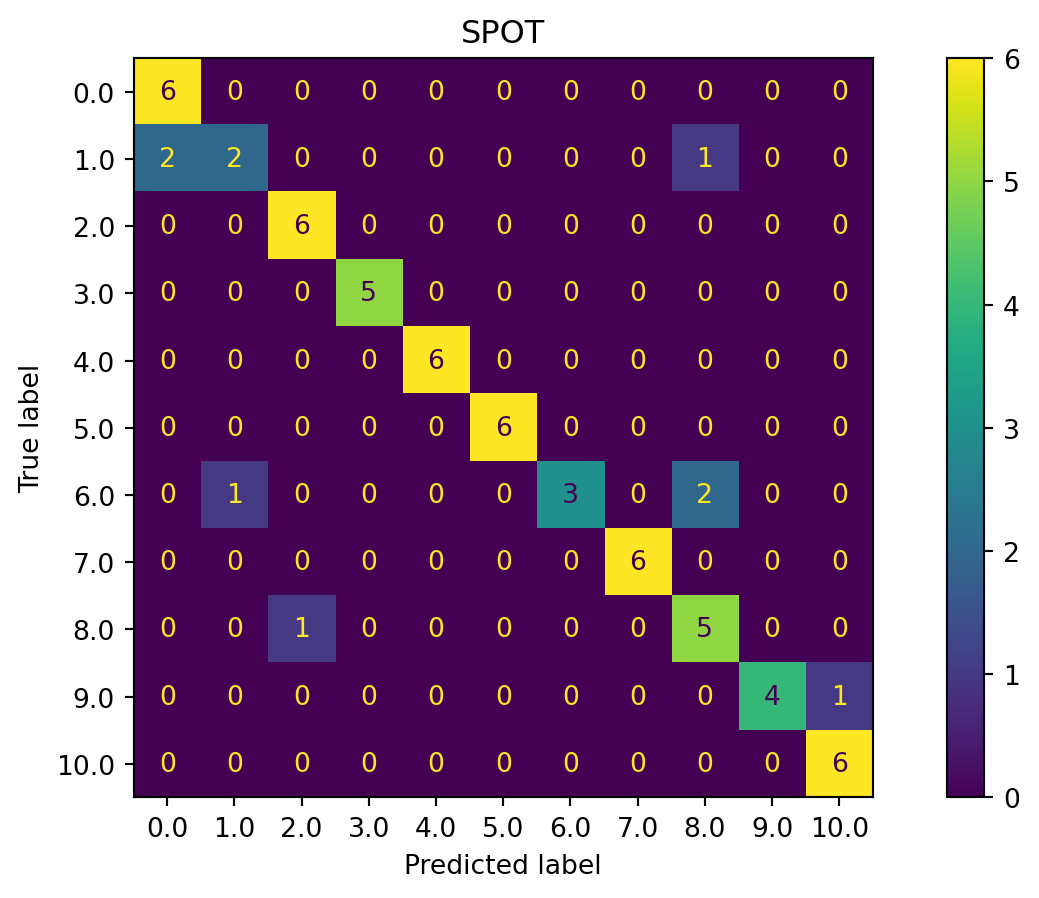 SPOT
0.0 6 0 0 0 0 0 0 0 0 0 0
1.0 2 2 0 0 0 0 0 0 1 0 0
2.0 0 0 6 0 0 0 0 0 0 0 0
3.0 0 0 0 5 0 0 0 0 0 0 0
4.0 0 0 0 0 6 0 0 0 0 0 0
5.0 0 0 0 0 0 6 0 0 0 0 0
6.0 0 1 0 0 0 0 3 0 2 0 0
7.0 0 0 0 0 0 0 0 6 0 0 0
8.0 0 0 1 0 0 0 0 0 5 0 0
9.0 0 0 0 0 0 0 0 0 0 4 1
10.0 0 0 0 0 0 0 0 0 0 0 6
0.0 1.0 2.0 3.0 4.0 5.0 6.0 7.0 8.0 9.0 10.0
Predicted label
True label
6
5
4
3
2
1
0